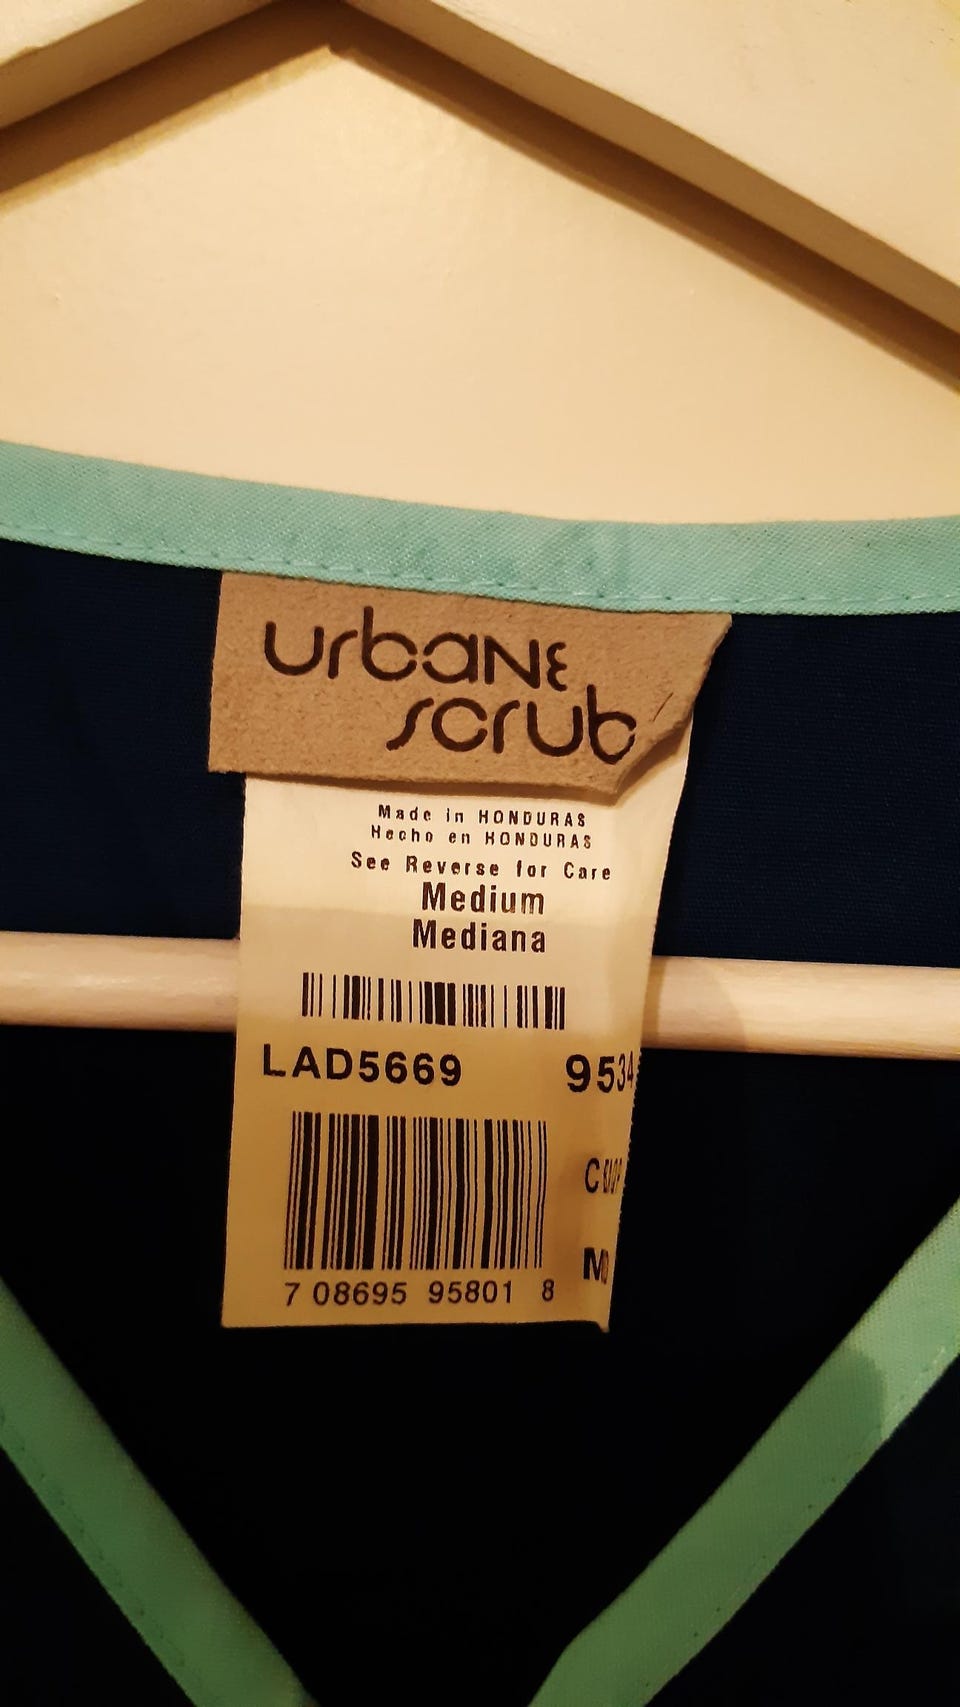 urbane
scrub
Made in HONDURAS
Hecho en HONDURAS
See Reverse for Care
Medium
Mediana
LAD5669 9534
7 08695 95801 8